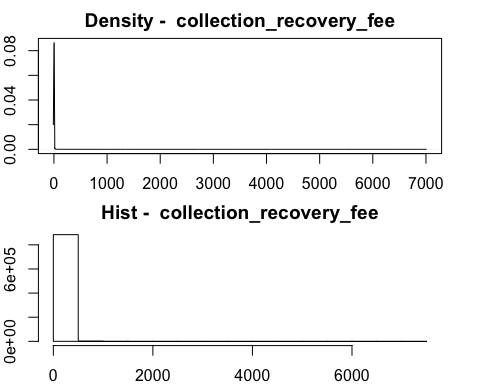 Density -  collection_recovery_fee
0.00 0.04 0.08
0 1000 2000 3000 4000 5000 6000 7000
Hist -  collection_recovery_fee
0e+00 6e+05
0 2000 4000 6000